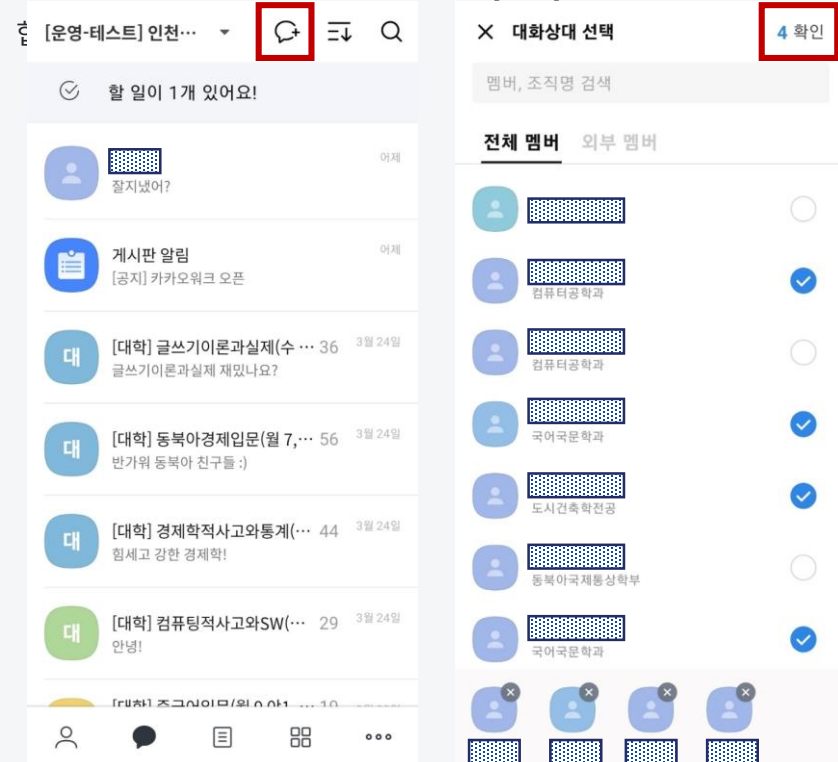 [운영-테스트] 인천…
할 일이 1개 있어요!
어제
잘지냈어?
게시판 알림
어제
[공지] 카카오워크 오픈
대
[대학] 글쓰기이론과실제(수 … 36
3월 24일
글쓰기이론과실제 재밌나요?
대
[대학] 동북아경제입문(월 7,… 56
3월 24일
반가워 동북아 친구들 :)
대
[대학] 경제학적사고와통계(… 44
3월 24일
힘세고 강한 경제학!
대
[대학] 컴퓨팅적사고와SW(… 29
3월 24일
안녕!
대화상대 선택
4 확인
멤버, 조직명 검색
전체 멤버
외부 멤버
컴퓨터공학과
컴퓨터공학과
국어국문학과
도시건축학전공
동북아국제통상학부
국어국문학과